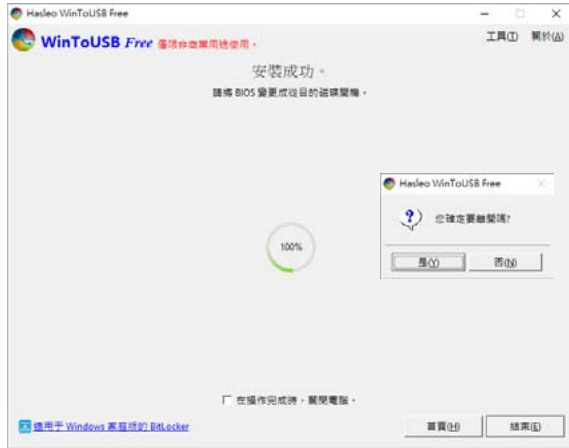 Hasleo WinToUSB Free
WinToUSB Free 僅限非商業用途使用。
工具(T) 關於(A)
安裝成功。
請將 BIOS 變更成從目的磁碟開機。
Hasleo WinToUSB Free
您確定要離開嗎?
是(Y) 否(N)
100%
在操作完成時，關閉電腦。
適用于 Windows 家庭版的 BitLocker
首頁(H) 結束(E)